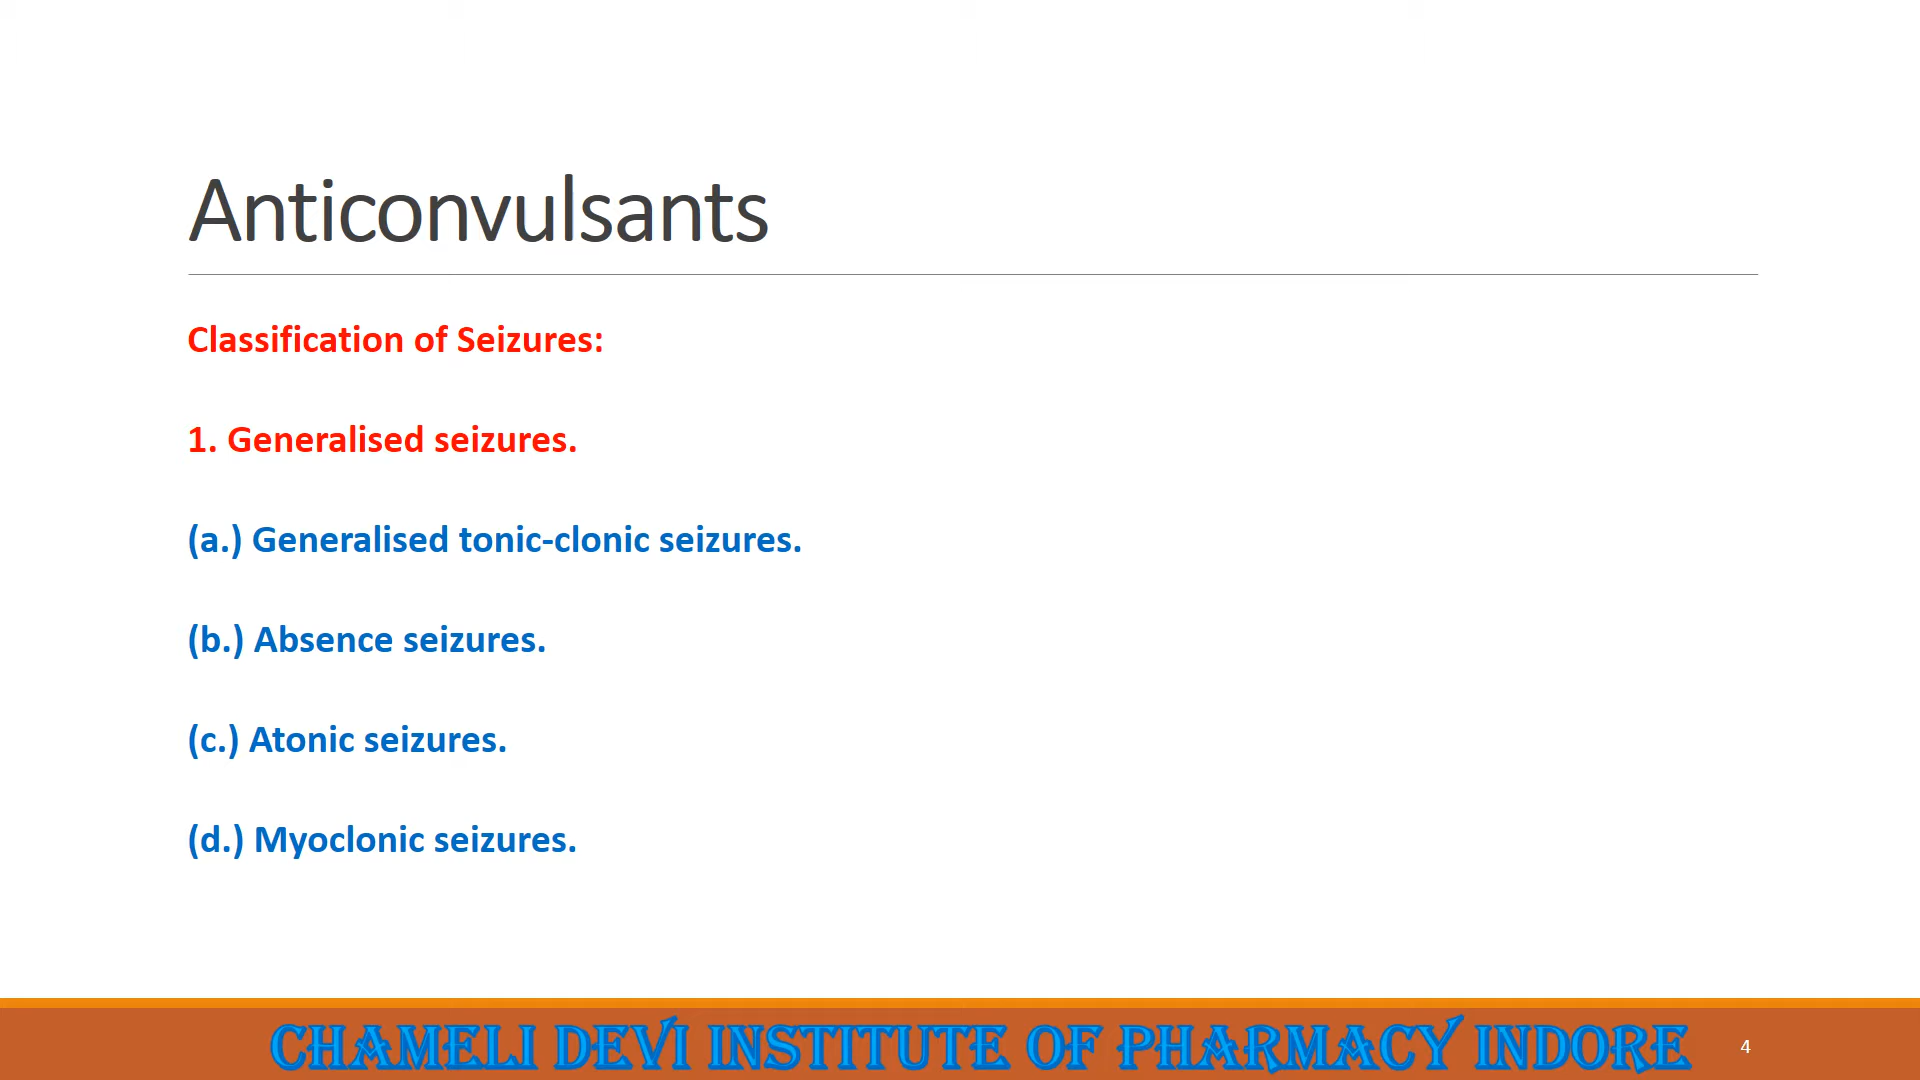 Anticonvulsants
Classification of Seizures:
1. Generalised seizures.
(a.) Generalised tonic-clonic seizures.
(b.) Absence seizures.
(c.) Atonic seizures.
(d.) Myoclonic seizures.
CHAMELI DEVI INSTITUTE OF PHARMACY INDORE
4